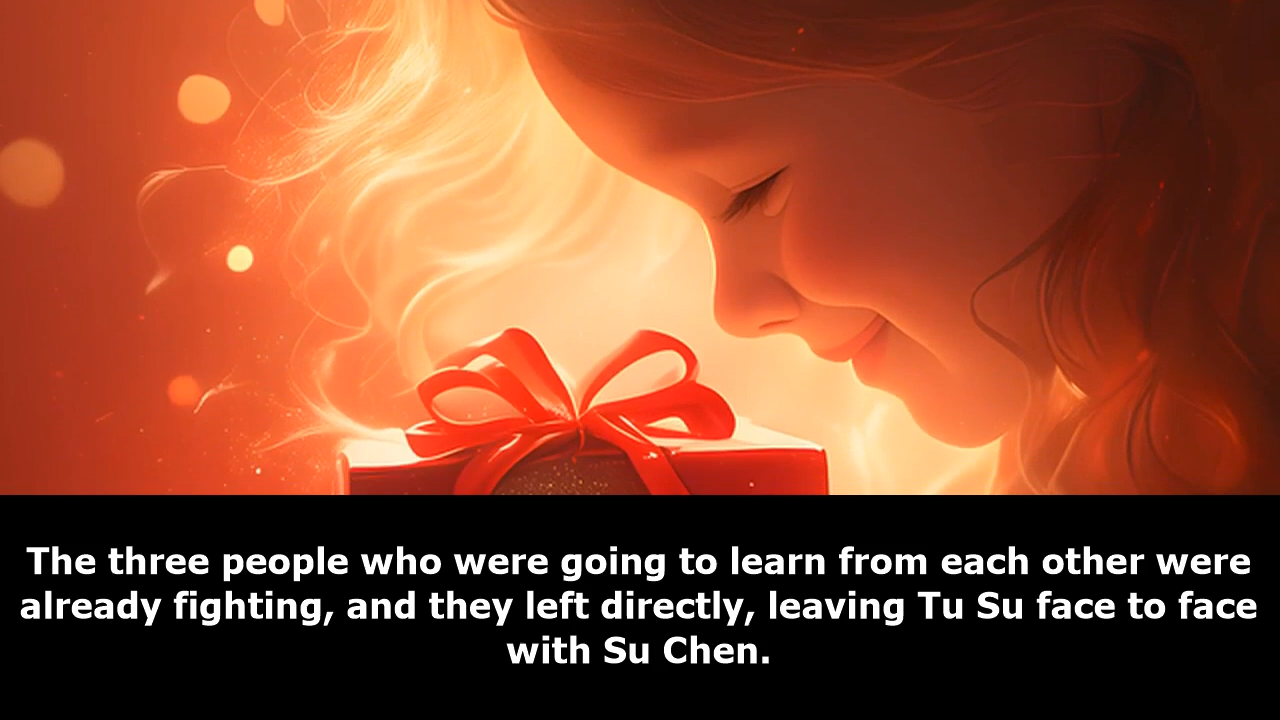 The three people who were going to learn from each other were
already fighting, and they left directly, leaving Tu Su face to face
with Su Chen.